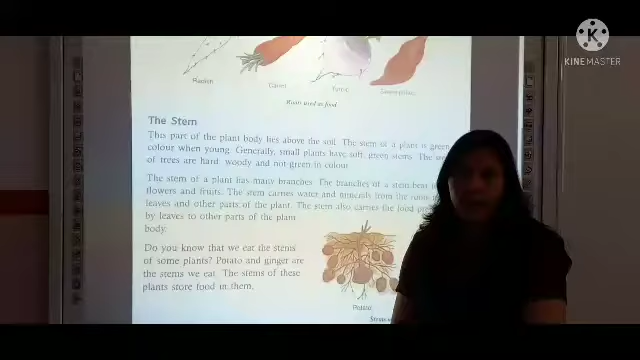 KINEMASTER
Radish
Carrot
Turnip
Sweet potato
Roots used as food
The Stem
This part of the plant body lies above the soil. The stem of a plant is green
colour when young. Generally, small plants have soft, green stems. The
of trees are hard, woody and not green in colour.
The stem of a plant has many branches. The branches of a stem bear
flowers and fruits. The stem carries water and minerals from the roots
leaves and other parts of the plant. The stem also carries the food
by leaves to other parts of the plant
body.
Do you know that we eat the stems
of some plants? Potato and ginger are
the stems we eat. The stems of these
plants store food in them.
Potato